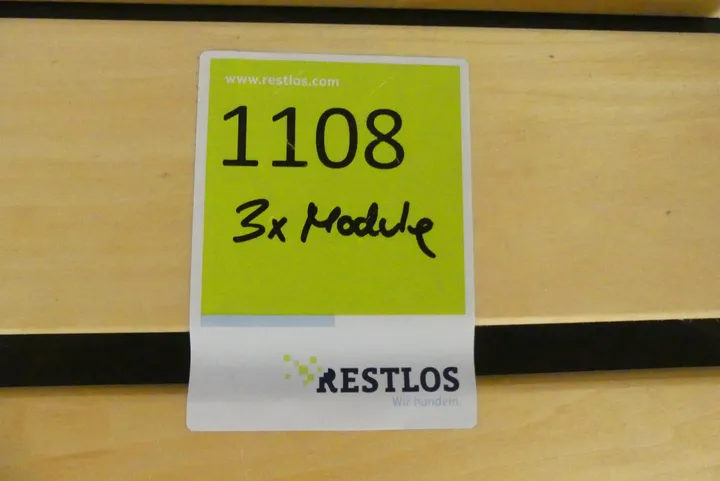 www.restlos.com
1108
3x Module
RESTLOS
Wir handeln.